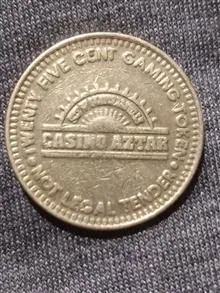 TWENTY FIVE CENT GAMING TOKEN
CASINO AZTAR
NOT LEGAL TENDER